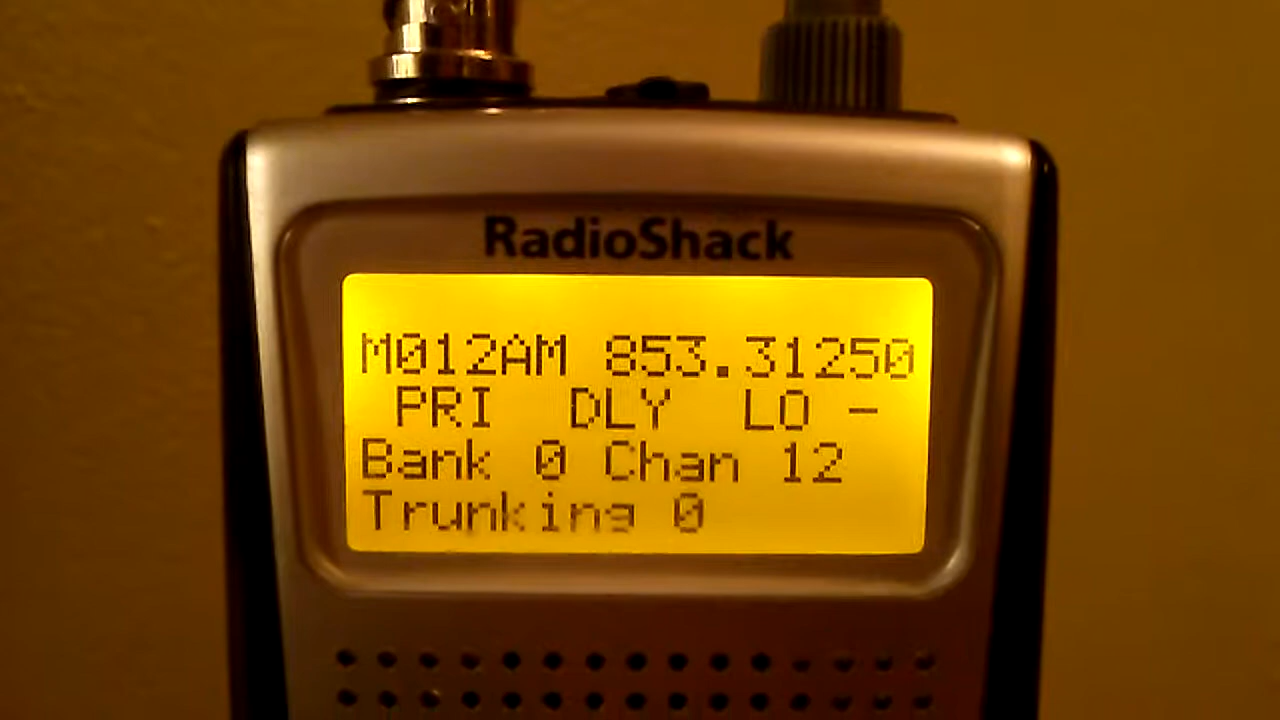 RadioShack
M012AM 853.31250
PRI DLY LO -
Bank 0 Chan 12
Trunking 0